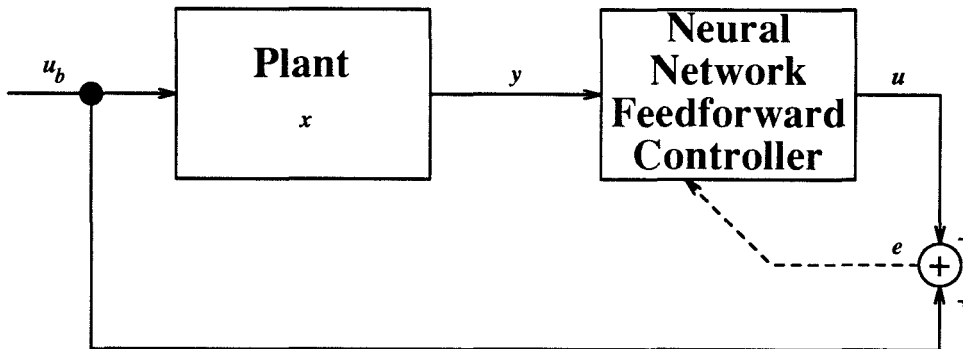 u_b
Plant
x
y
Neural
Network
Feedforward
Controller
u
e
+